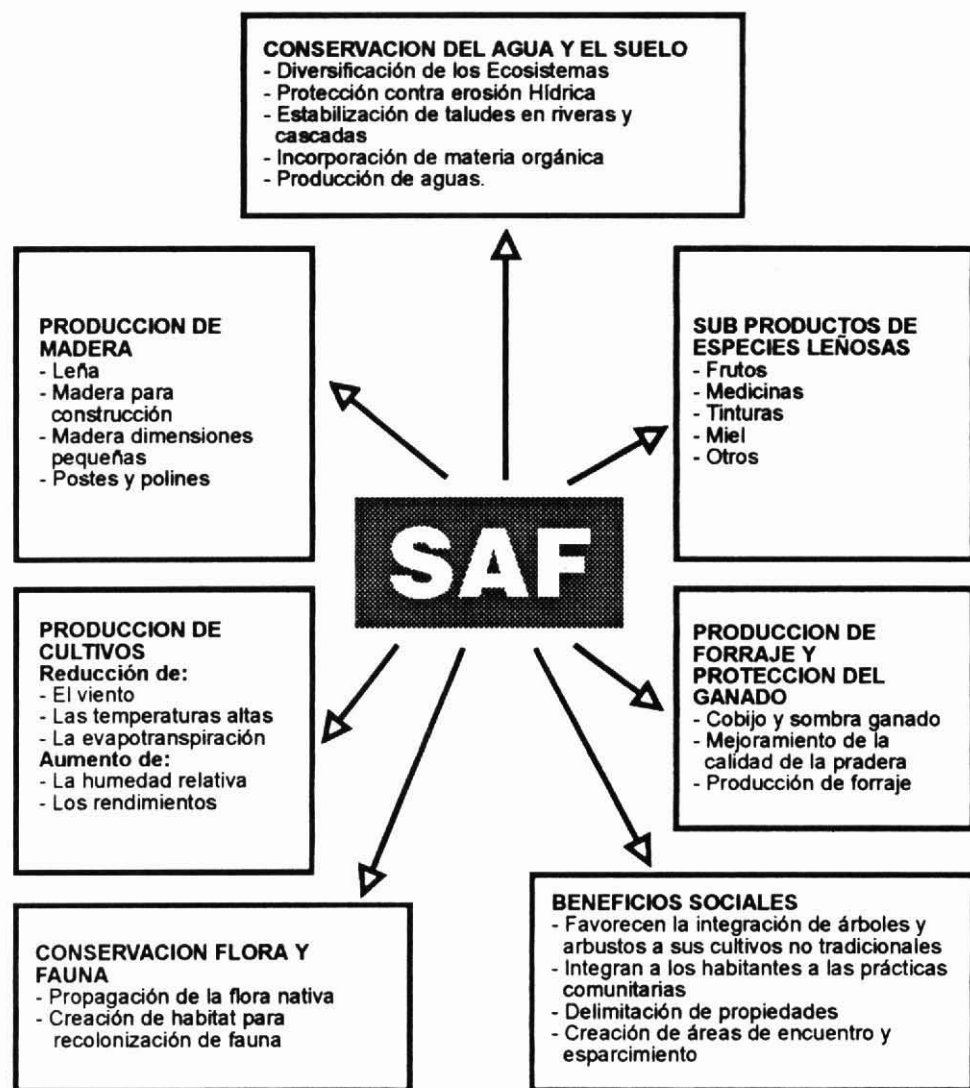 CONSERVACION DEL AGUA Y EL SUELO
- Diversificación de los Ecosistemas
- Protección contra erosión Hídrica
- Estabilización de taludes en riveras y
cascadas
- Incorporación de materia orgánica
- Producción de aguas.
PRODUCCION DE
MADERA
- Leña
- Madera para
construcción
- Madera dimensiones
pequeñas
- Postes y polines
SUB PRODUCTOS DE
ESPECIES LEÑOSAS
- Frutos
- Medicinas
- Tinturas
- Miel
- Otros
SAF
PRODUCCION DE
CULTIVOS
Reducción de:
- El viento
- Las temperaturas altas
- La evapotranspiración
Aumento de:
- La humedad relativa
- Los rendimientos
PRODUCCION DE
FORRAJE Y
PROTECCION DEL
GANADO
- Cobijo y sombra ganado
- Mejoramiento de la
calidad de la pradera
- Producción de forraje
CONSERVACION FLORA Y
FAUNA
- Propagación de la flora nativa
- Creación de habitat para
recolonización de fauna
BENEFICIOS SOCIALES
- Favorecen la integración de árboles y
arbustos a sus cultivos no tradicionales
- Integran a los habitantes a las prácticas
comunitarias
- Delimitación de propiedades
- Creación de áreas de encuentro y
esparcimiento